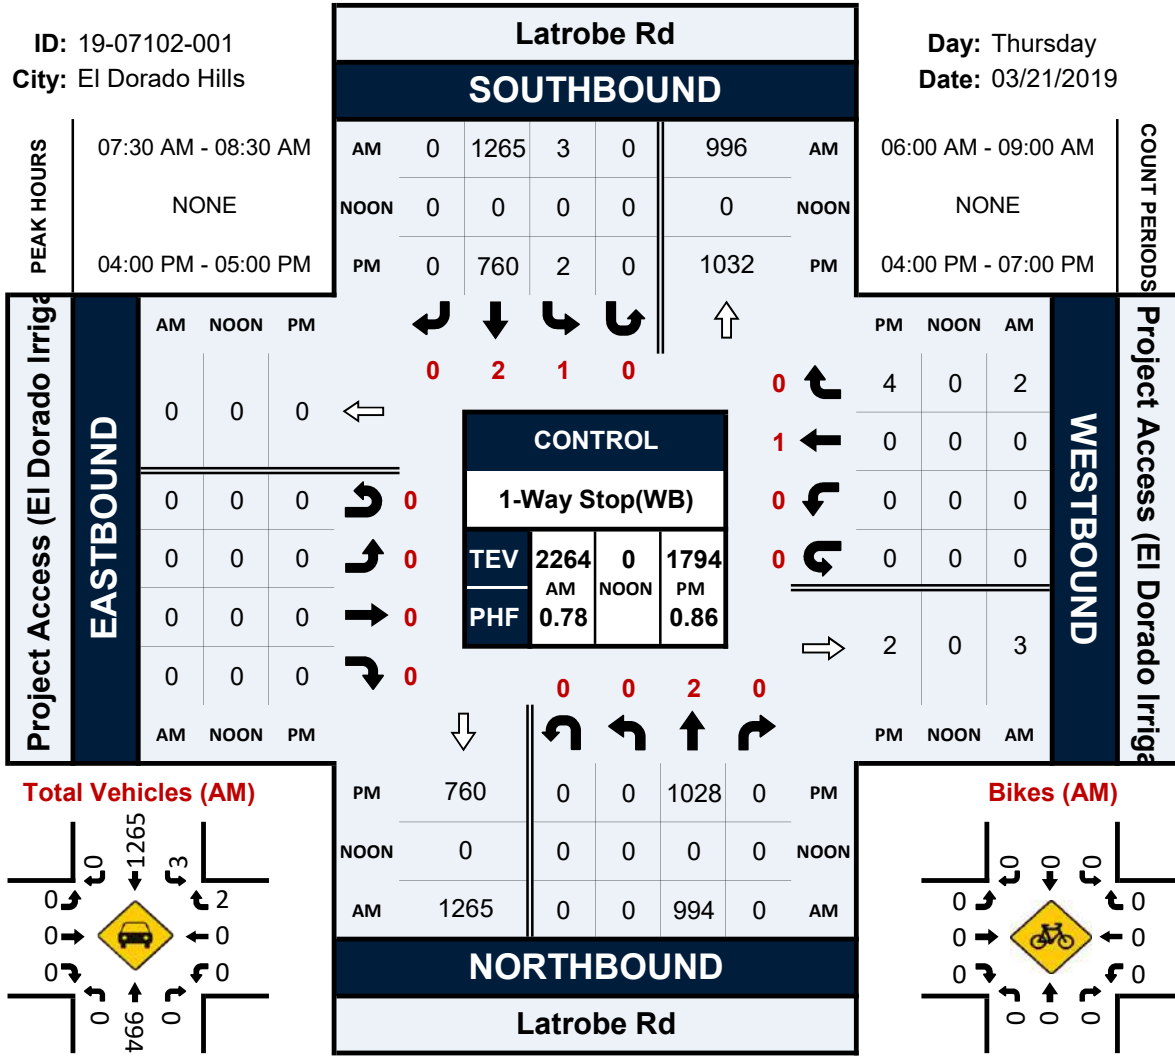 ID: 19-07102-001
City: El Dorado Hills
Latrobe Rd
SOUTHBOUND
Day: Thursday
Date: 03/21/2019
PEAK HOURS
07:30 AM - 08:30 AM
NONE
04:00 PM - 05:00 PM
AM 0 1265 3 0 996 AM
NOON 0 0 0 0 0 NOON
PM 0 760 2 0 1032 PM
06:00 AM - 09:00 AM
NONE
04:00 PM - 07:00 PM
COUNT PERIODS
0 2 1 0
Project Access (El Dorado Irriga
EASTBOUND
AM NOON PM
0 0 0
0 0 0 0
0 0 0 0
0 0 0 0
0 0 0 0
AM NOON PM
CONTROL
1-Way Stop(WB)
TEV 2264 0 1794
AM NOON PM
PHF 0.78 0.86
PM NOON AM
0 4 0 2
1 0 0 0
0 0 0 0
0 0 0 0
2 0 3
PM NOON AM
WESTBOUND
Project Access (El Dorado Irriga
0 0 2 0
PM 760 0 0 1028 0 PM
NOON 0 0 0 0 0 NOON
AM 1265 0 0 994 0 AM
NORTHBOUND
Latrobe Rd
Total Vehicles (AM)
0 1265 3
0 2
0 0
0 0
0 994 0
Bikes (AM)
0 0 0
0 0
0 0
0 0
0 0 0